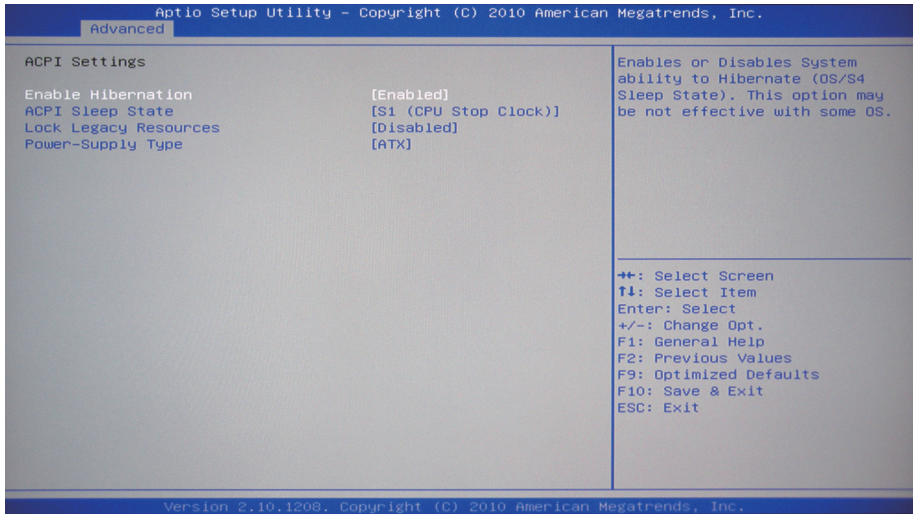 Aptio Setup Utility – Copyright (C) 2010 American Megatrends, Inc.
Advanced
ACPI Settings
Enable Hibernation [Enabled]
ACPI Sleep State [S1 (CPU Stop Clock)]
Lock Legacy Resources [Disabled]
Power-Supply Type [ATX]
Enables or Disables System
ability to Hibernate (OS/S4
Sleep State). This option may
be not effective with some OS.
→←: Select Screen
↑↓: Select Item
Enter: Select
+/-: Change Opt.
F1: General Help
F2: Previous Values
F9: Optimized Defaults
F10: Save & Exit
ESC: Exit
Version 2.10.1208. Copyright (C) 2010 American Megatrends, Inc.